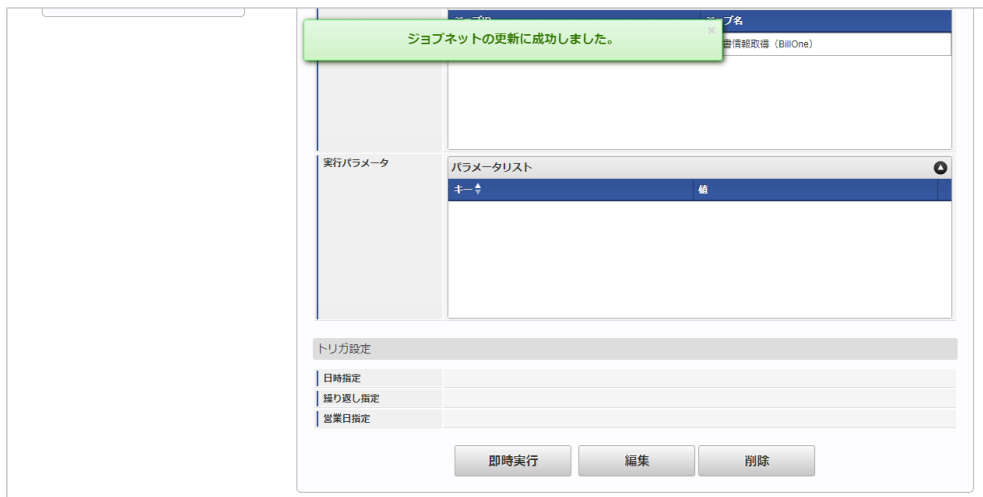 ジョブネットの更新に成功しました。
×
書情報取得（BillOne）
実行パラメータ
パラメータリスト
キー
値
トリガ設定
日時指定
繰り返し指定
営業日指定
即時実行
編集
削除